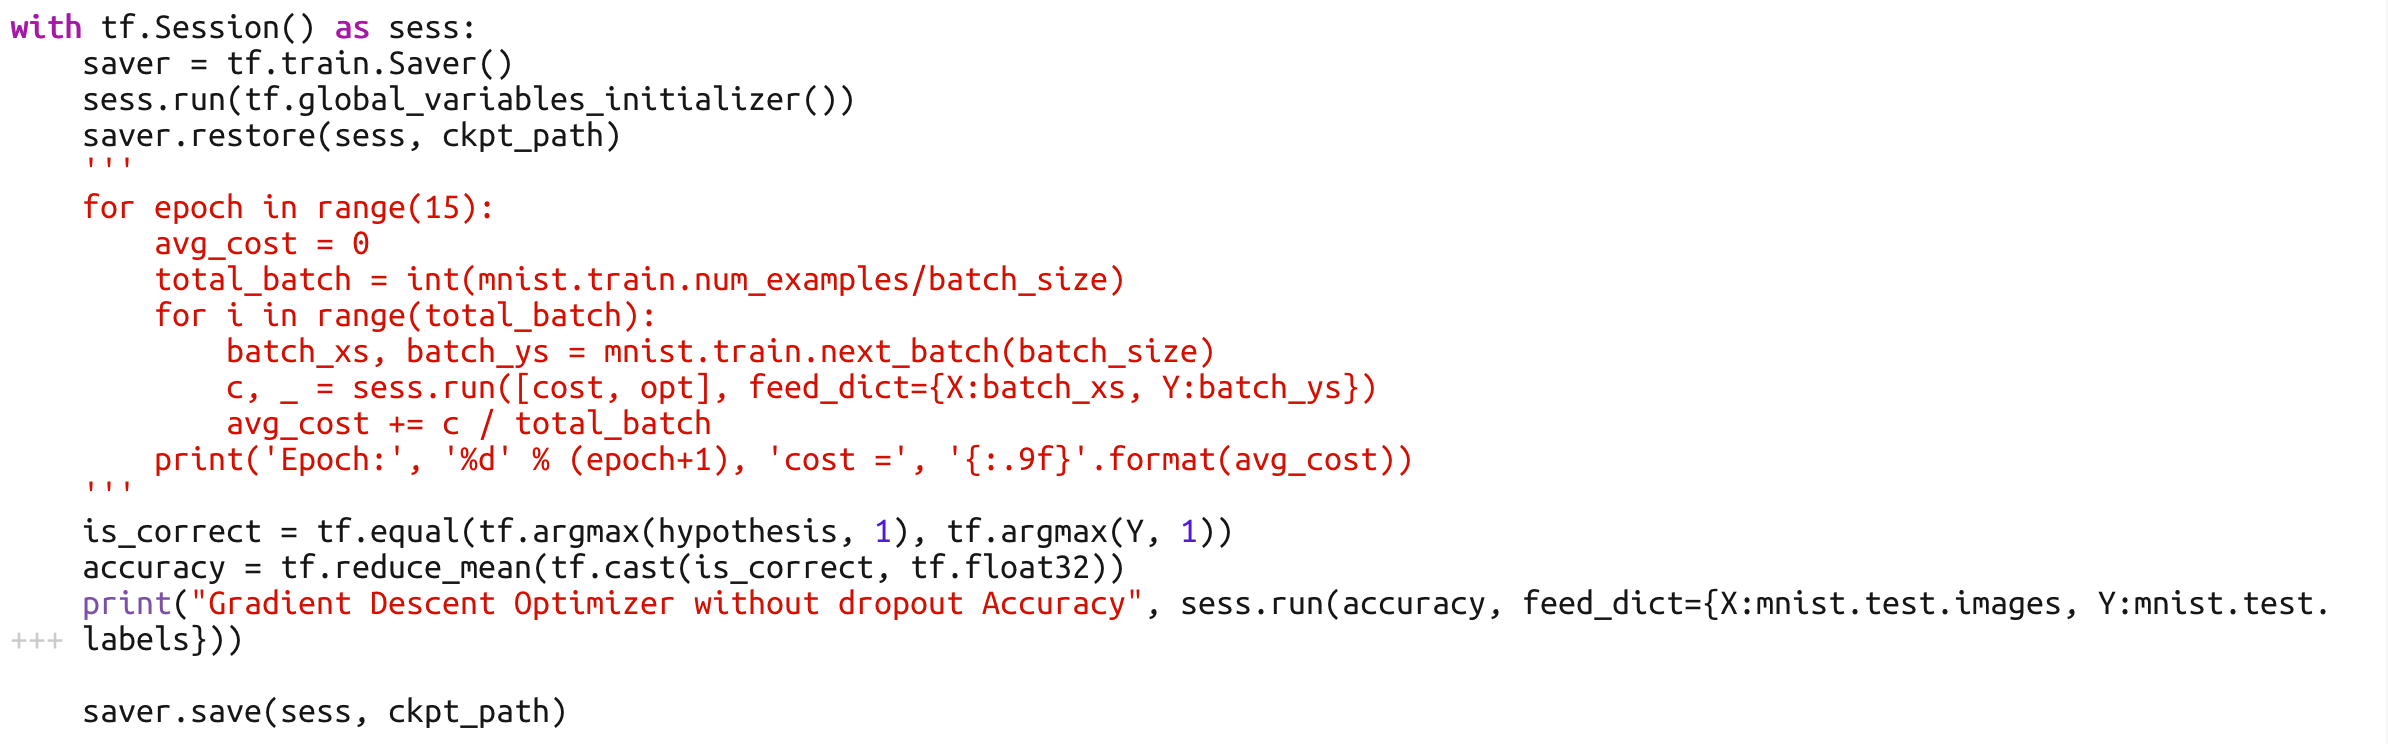 with tf.Session() as sess:
    saver = tf.train.Saver()
    sess.run(tf.global_variables_initializer())
    saver.restore(sess, ckpt_path)
    '''
    for epoch in range(15):
        avg_cost = 0
        total_batch = int(mnist.train.num_examples/batch_size)
        for i in range(total_batch):
            batch_xs, batch_ys = mnist.train.next_batch(batch_size)
            c, _ = sess.run([cost, opt], feed_dict={X:batch_xs, Y:batch_ys})
            avg_cost += c / total_batch
        print('Epoch:', '%d' % (epoch+1), 'cost =', '{:.9f}'.format(avg_cost))
    '''
    is_correct = tf.equal(tf.argmax(hypothesis, 1), tf.argmax(Y, 1))
    accuracy = tf.reduce_mean(tf.cast(is_correct, tf.float32))
    print("Gradient Descent Optimizer without dropout Accuracy", sess.run(accuracy, feed_dict={X:mnist.test.images, Y:mnist.test.
+++ labels}))

    saver.save(sess, ckpt_path)